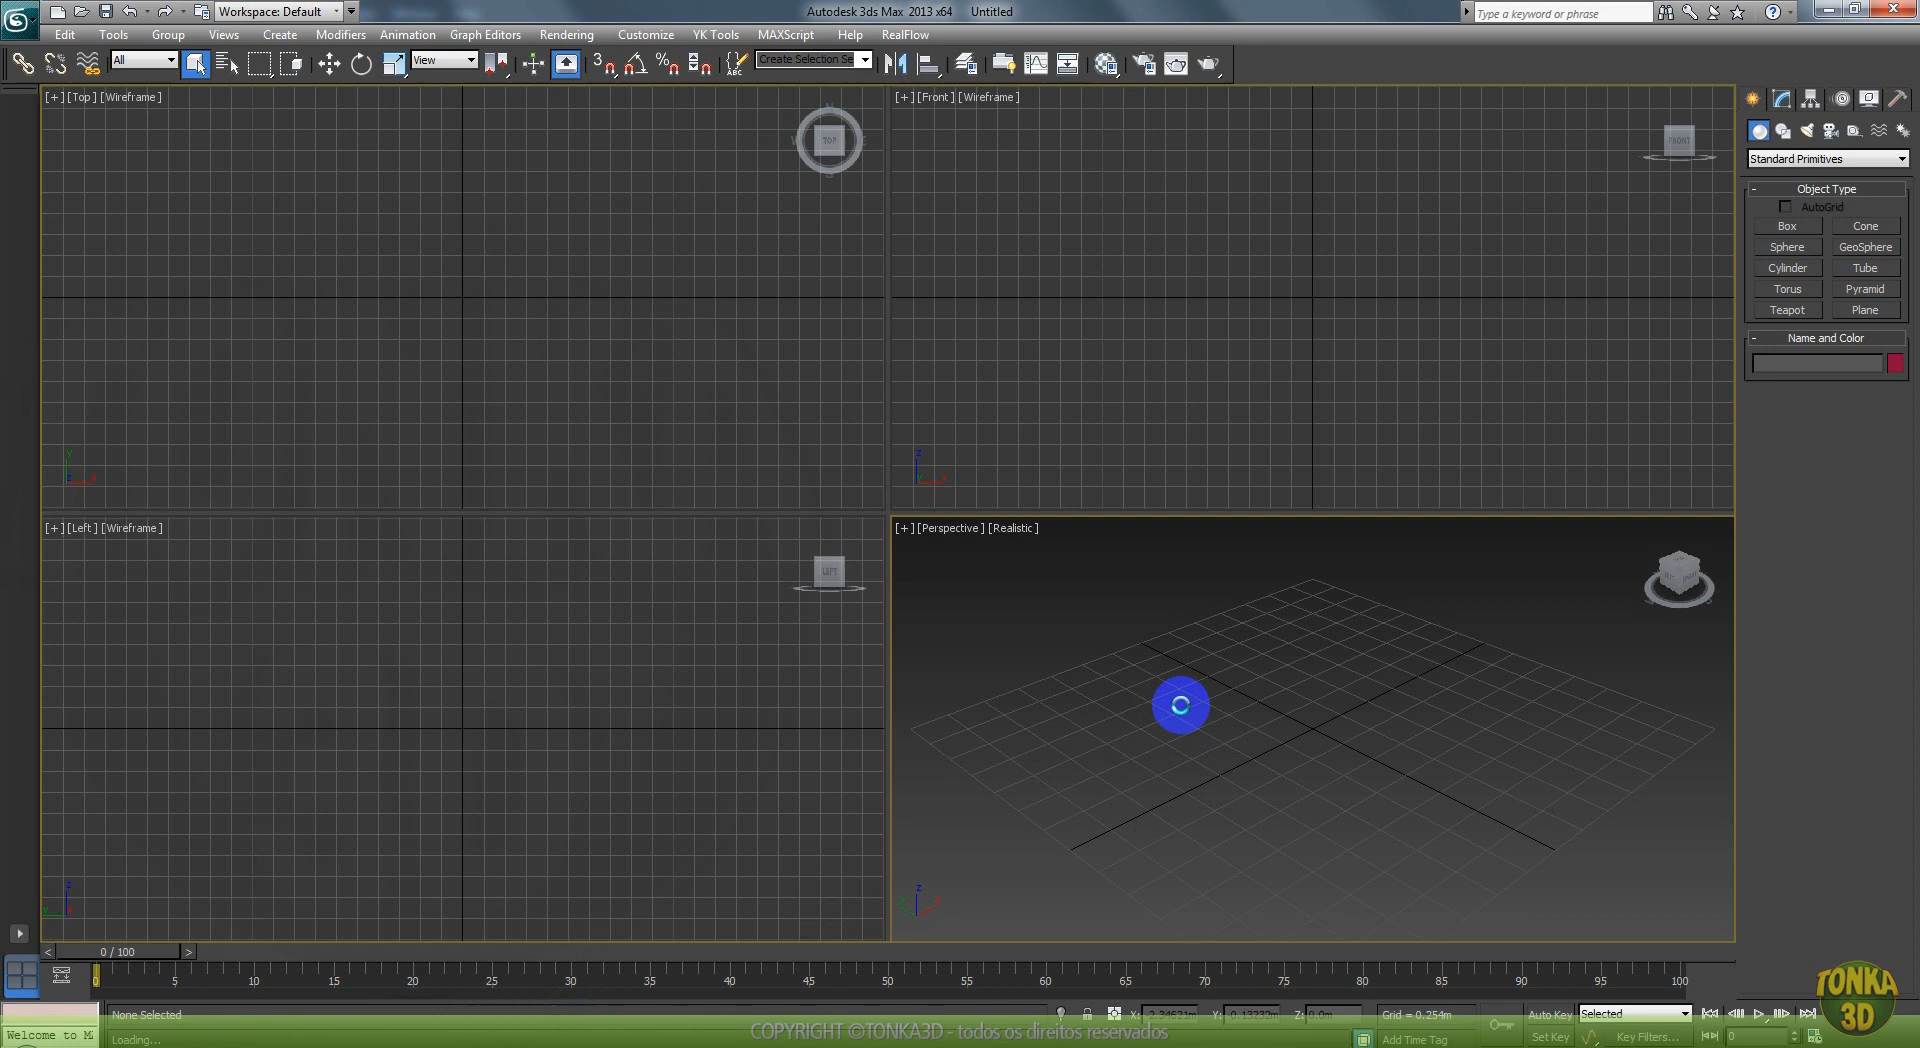 Workspace: Default
Autodesk 3ds Max 2013 x64 Untitled
Type a keyword or phrase
Edit Tools Group Views Create Modifiers Animation Graph Editors Rendering Customize YK Tools MAXScript Help RealFlow
All
View
3
%
ABC
Create Selection Se
[+][Top][Wireframe]
TOP
[+][Front][Wireframe]
FRONT
Standard Primitives
- Object Type
AutoGrid
Box Cone
Sphere GeoSphere
Cylinder Tube
Torus Pyramid
Teapot Plane
- Name and Color
y
z x
z
x
[+][Left][Wireframe]
LEFT
[+][Perspective][Realistic]
z
y
z
< 0 / 100 >
0 5 10 15 20 25 30 35 40 45 50 55 60 65 70 75 80 85 90 95 100
None Selected
X: -2.24621m Y: -0.13232m Z: 0.0m
Grid = 0.254m
Auto Key Selected
Welcome to M
Loading...
COPYRIGHT ©TONKA3D - todos os direitos reservados
Add Time Tag
Set Key Key Filters... 0
TONKA
3D